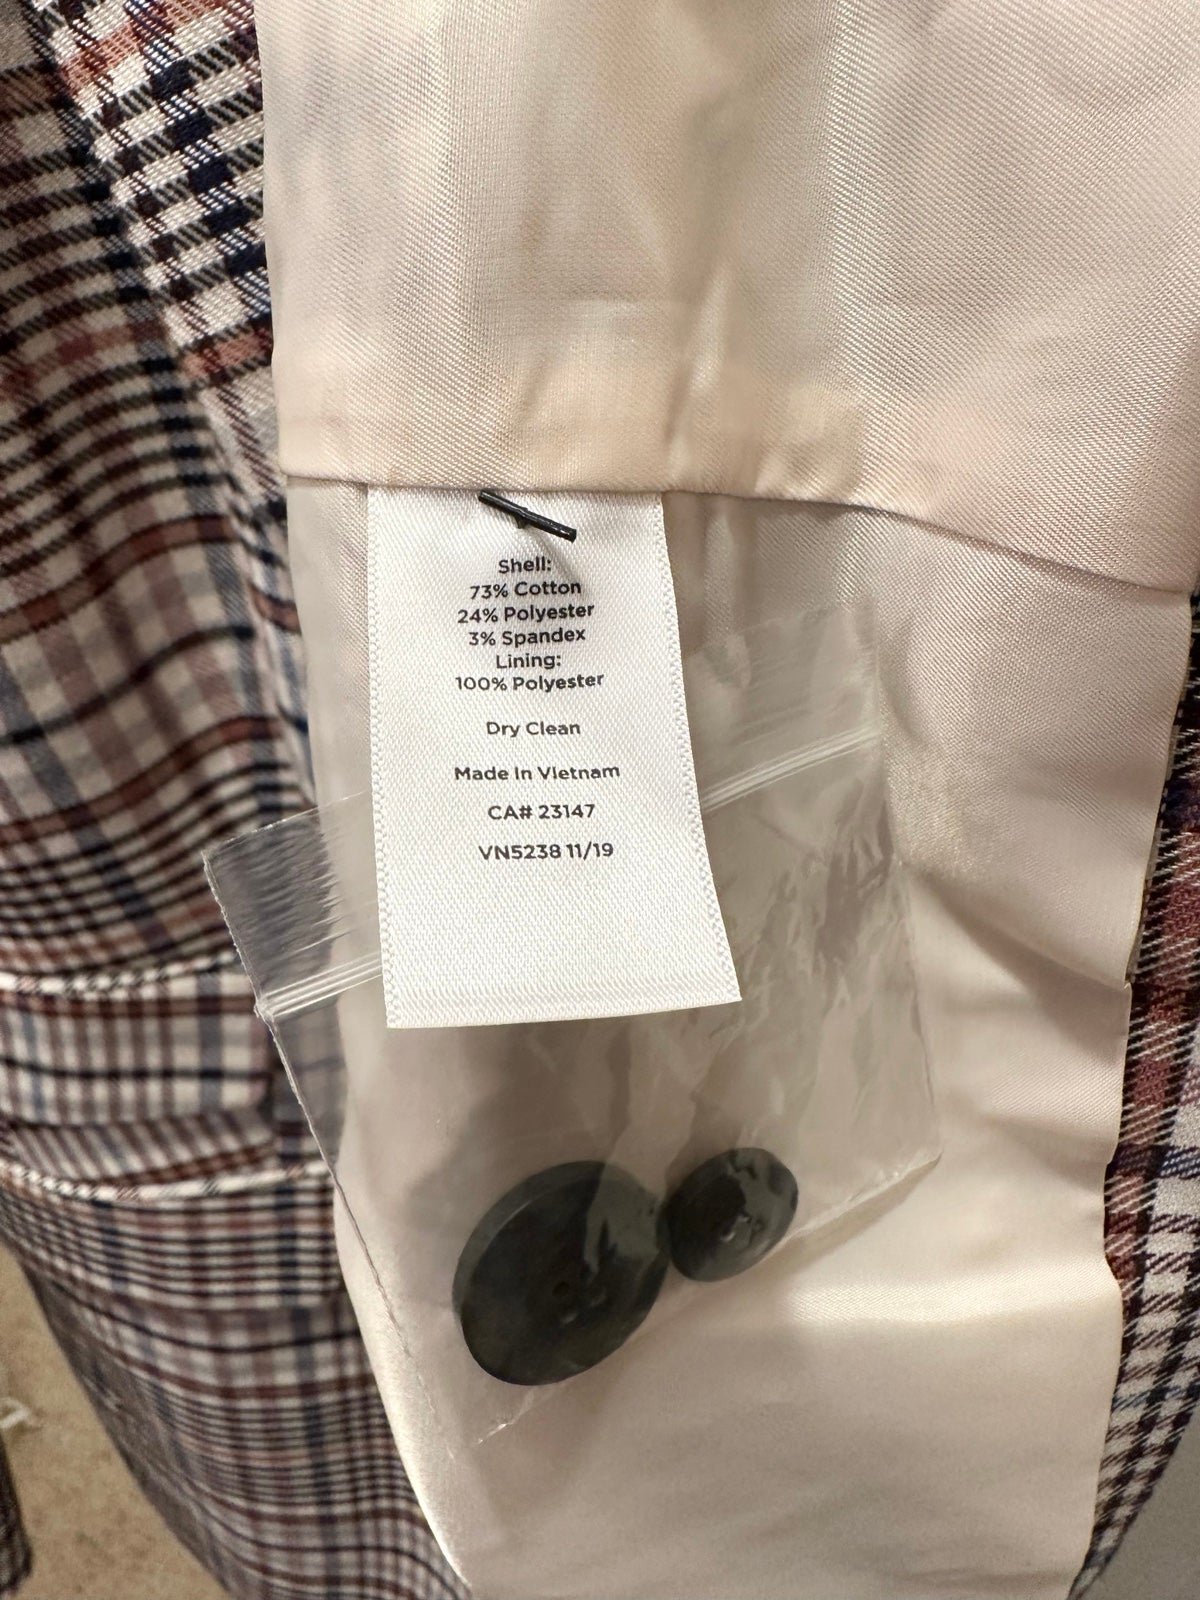 Shell:
73% Cotton
24% Polyester
3% Spandex
Lining:
100% Polyester
Dry Clean
Made In Vietnam
CA# 23147
VN5238 11/19